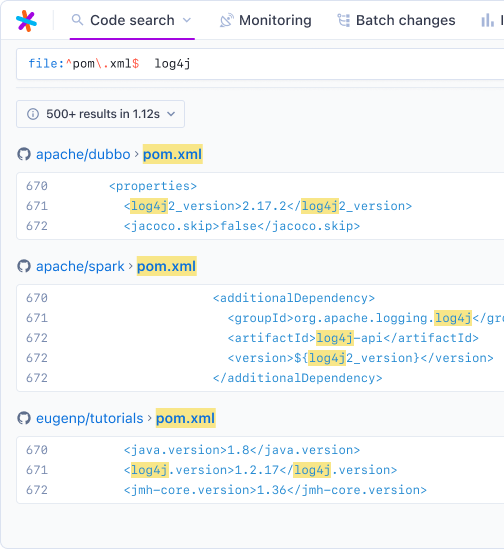 Code search Monitoring Batch changes
file:^pom\.xml$ log4j
500+ results in 1.12s
apache/dubbo › pom.xml
670 <properties>
671 <log4j2_version>2.17.2</log4j2_version>
672 <jacoco.skip>false</jacoco.skip>
apache/spark › pom.xml
670 <additionalDependency>
671 <groupId>org.apache.logging.log4j</gro
672 <artifactId>log4j-api</artifactId>
672 <version>${log4j2_version}</version>
672 </additionalDependency>
eugenp/tutorials › pom.xml
670 <java.version>1.8</java.version>
671 <log4j.version>1.2.17</log4j.version>
672 <jmh-core.version>1.36</jmh-core.version>